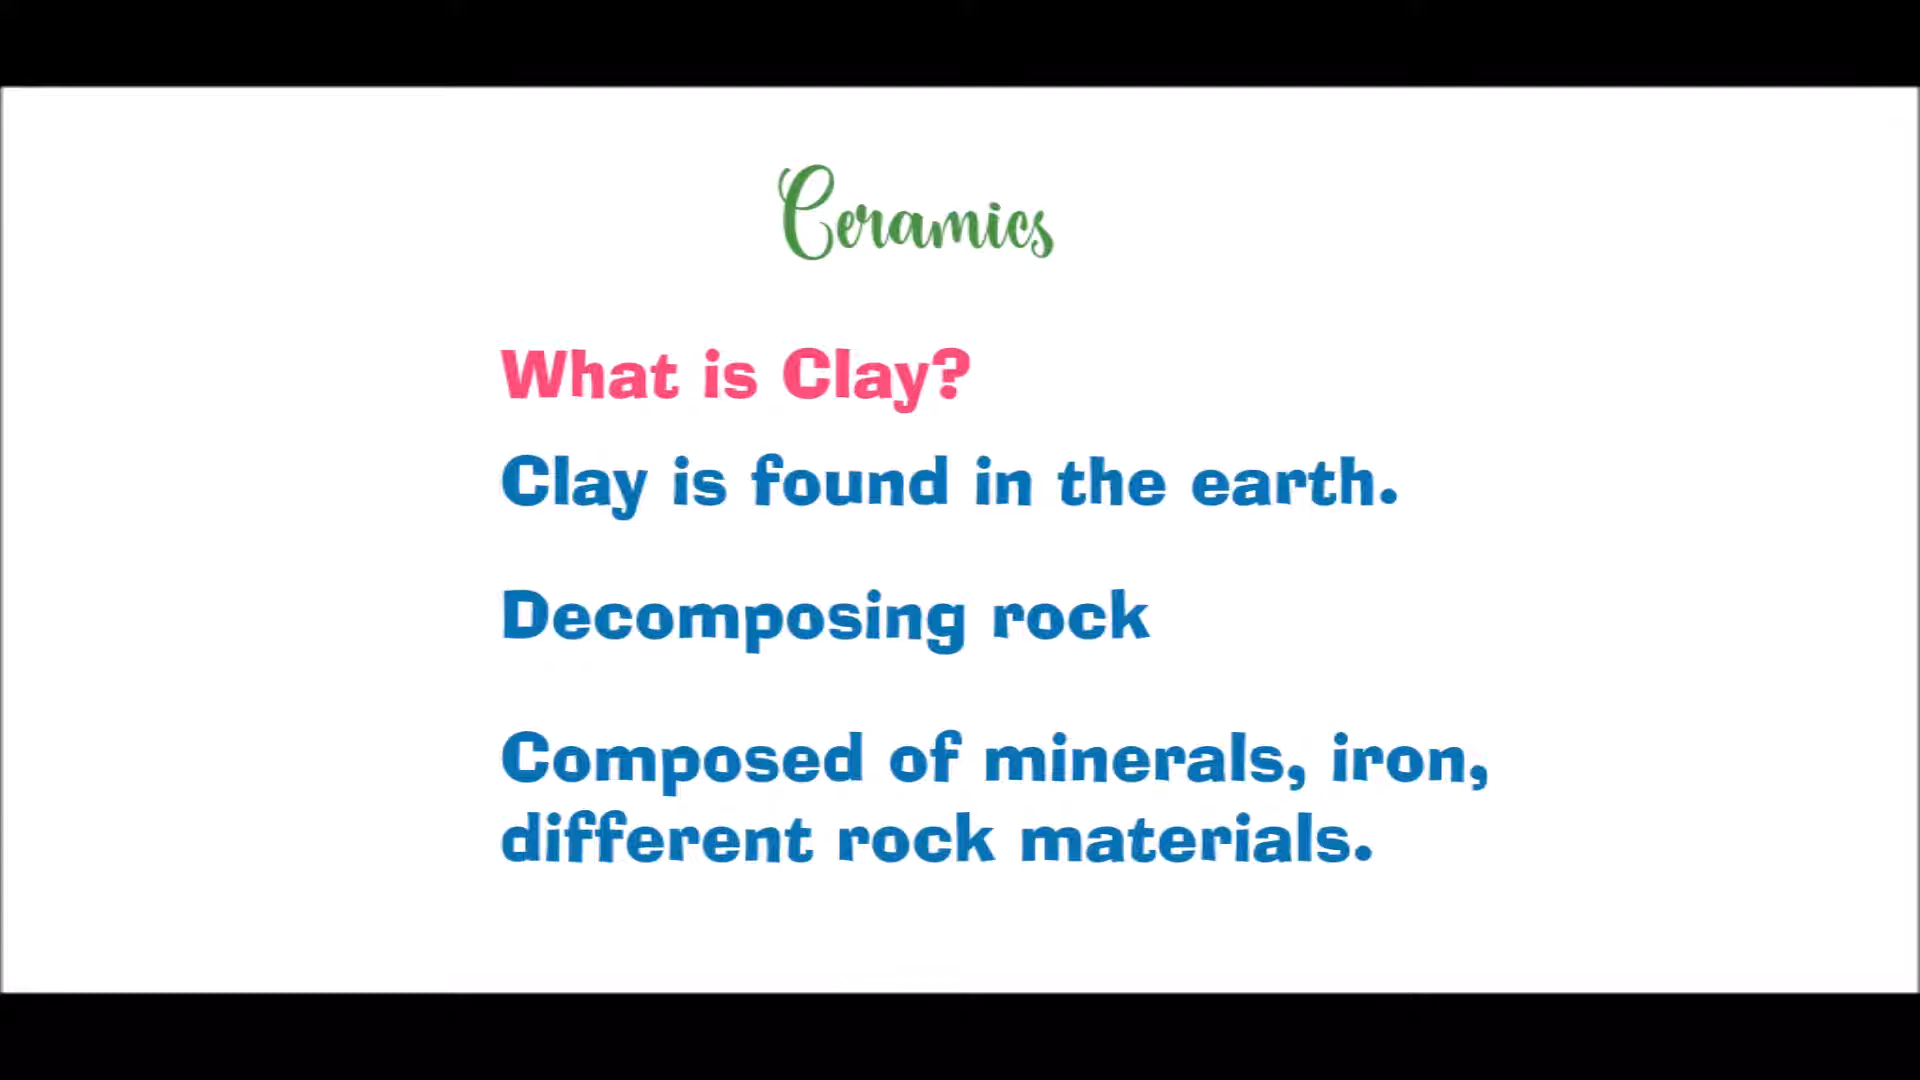 Ceramics
What is Clay?
Clay is found in the earth.
Decomposing rock
Composed of minerals, iron,
different rock materials.